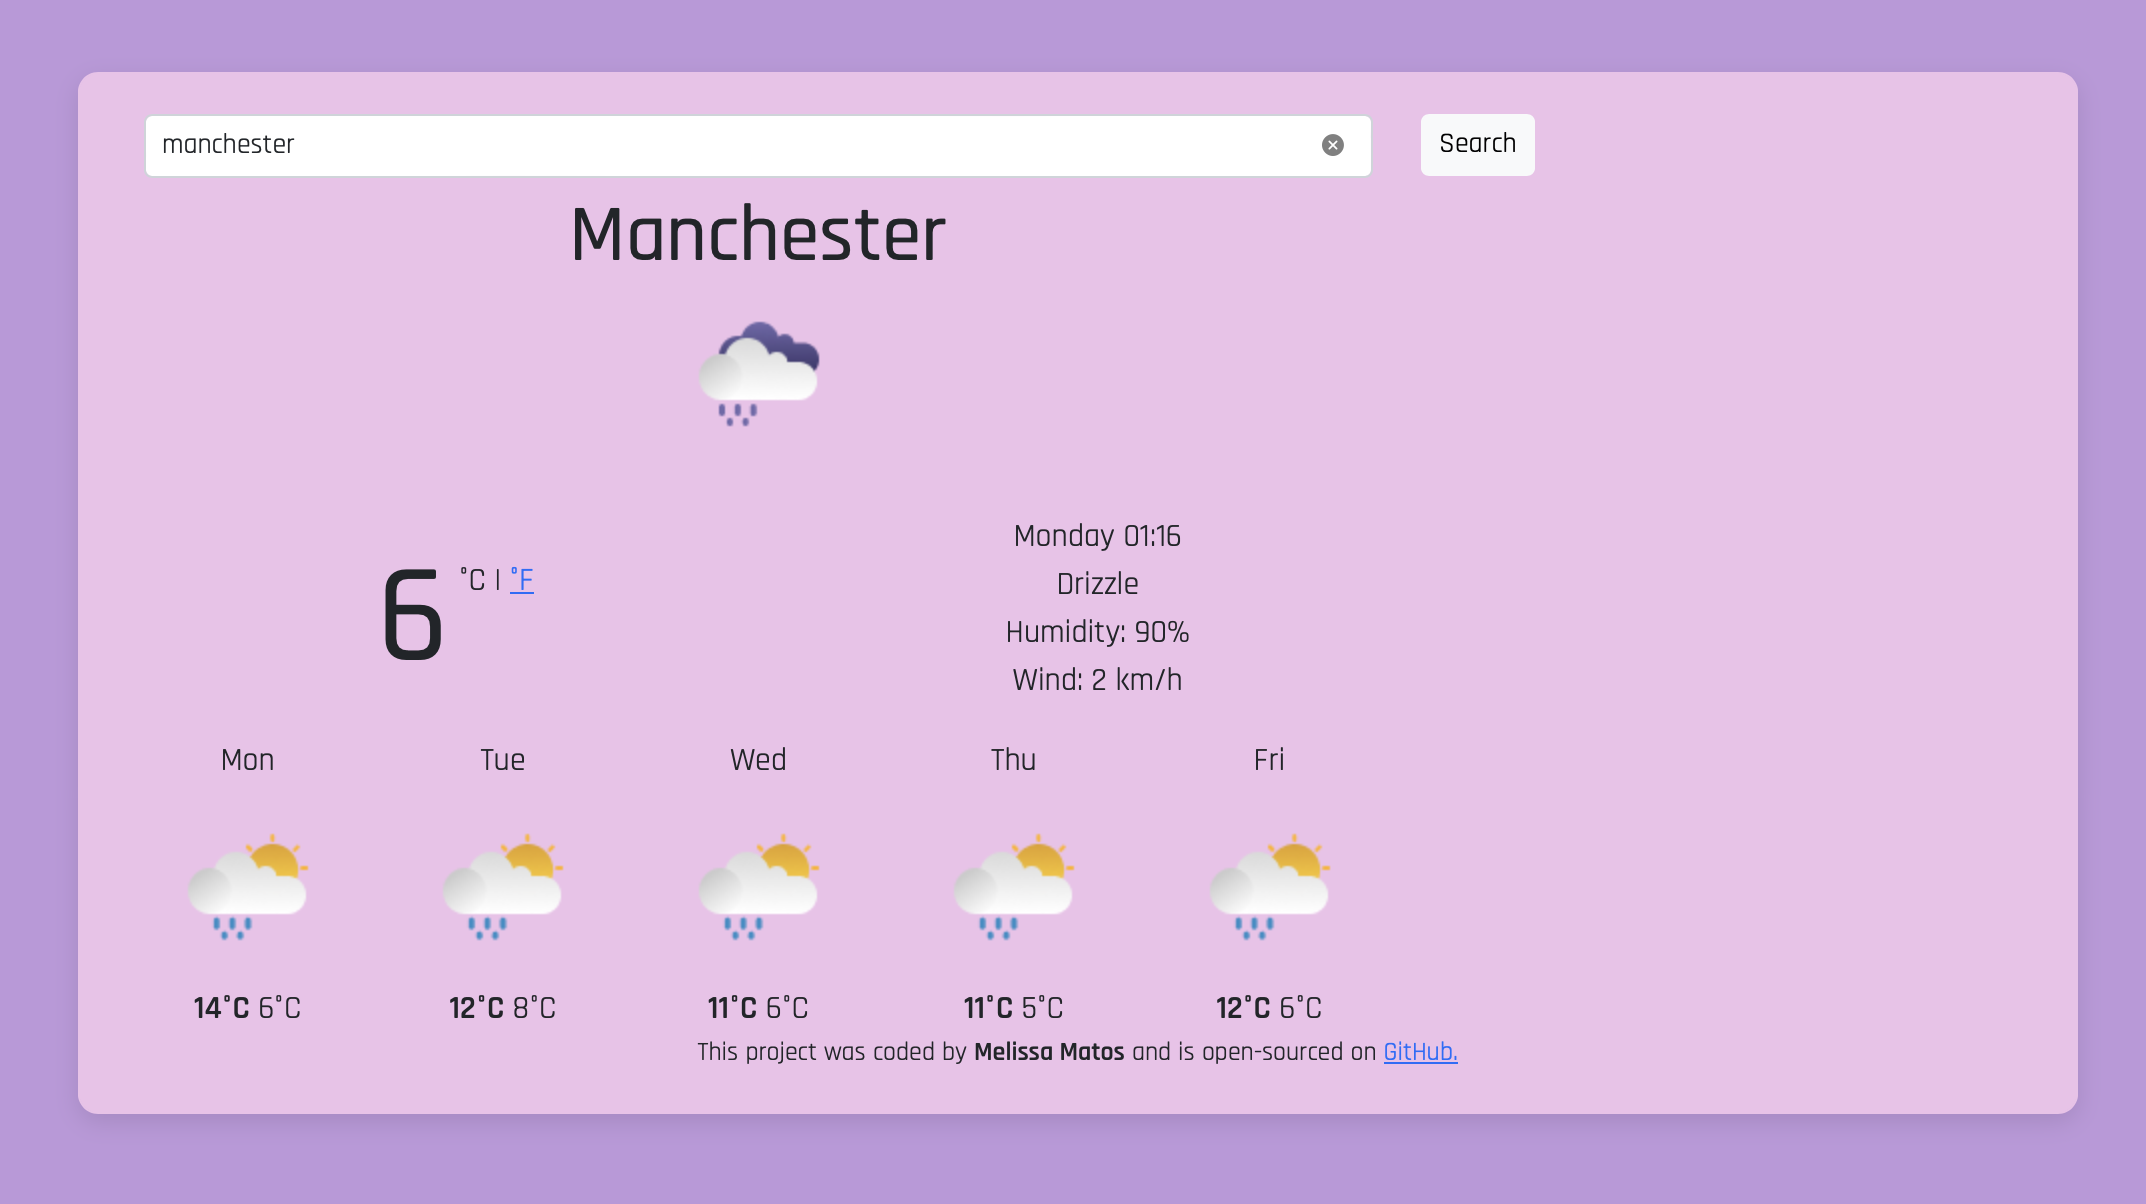 manchester
Search
Manchester
6 °C | °F
Monday 01:16
Drizzle
Humidity: 90%
Wind: 2 km/h
Mon Tue Wed Thu Fri
14°C 6°C 12°C 8°C 11°C 6°C 11°C 5°C 12°C 6°C
This project was coded by Melissa Matos and is open-sourced on GitHub.